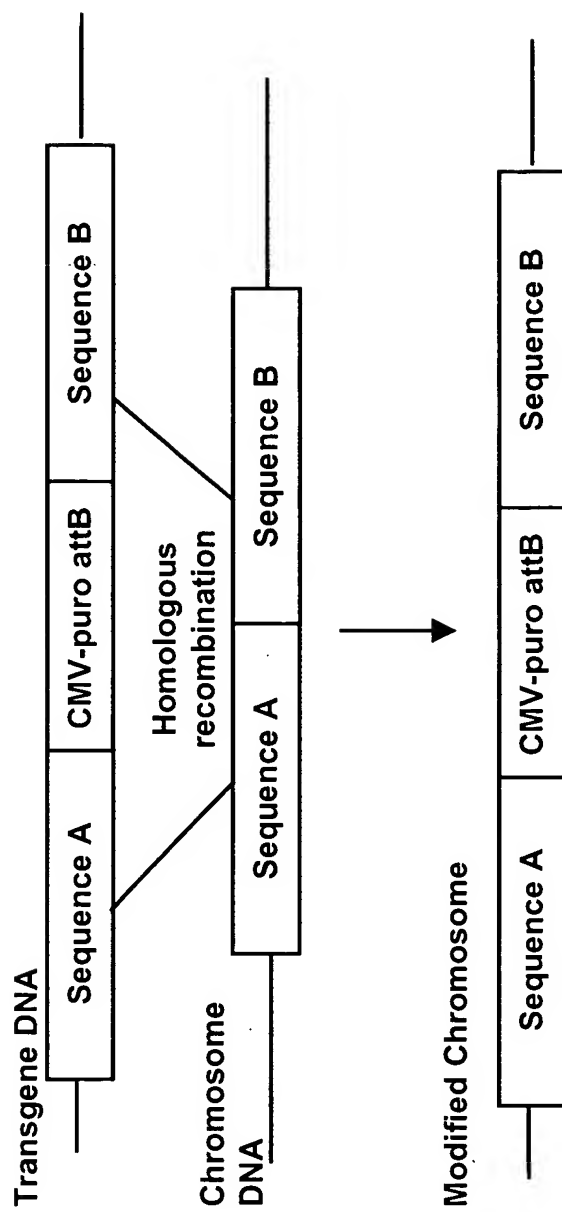 Transgene DNA
Sequence A
CMV-puro attB
Sequence B
Homologous
recombination
Chromosome
DNA
Sequence A
Sequence B
Modified Chromosome
Sequence A
CMV-puro attB
Sequence B